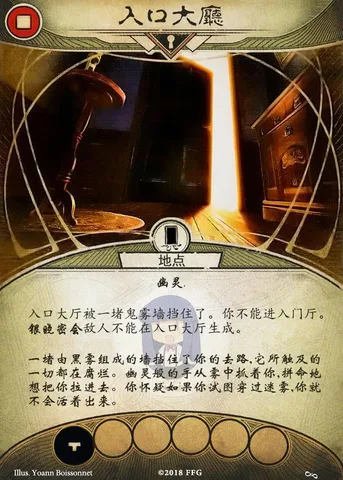 入口大廳
地点
幽灵.
入口大厅被一堵鬼雾墙挡住了。你不能进入门厅。
银晚密会敌人不能在入口大厅生成。
一堵由黑雾组成的墙挡住了你的去路,它所触及的
一切都在腐烂。幽灵般的手从雾中抓着你,拼命地
想把你拉进去。你怀疑如果你试图穿过迷雾,你就
不会活着出来。
Illus. Yoann Boissonnet
©2018 FFG